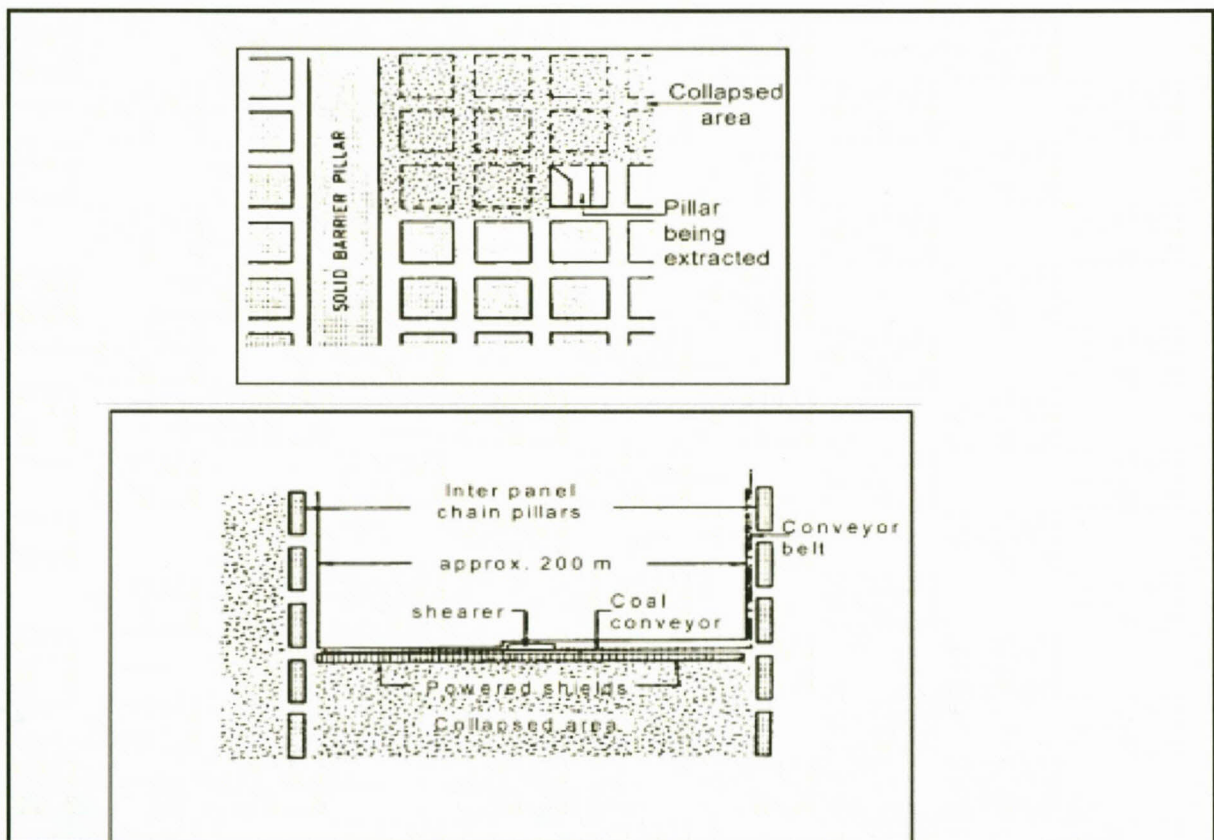 Collapsed
area
SOLID BARRIER PILLAR
Pillar
being
extracted
Inter panel
chain pillars
Conveyor
belt
approx. 200 m
shearer
Coal
conveyor
Powered shields
Collapsed area